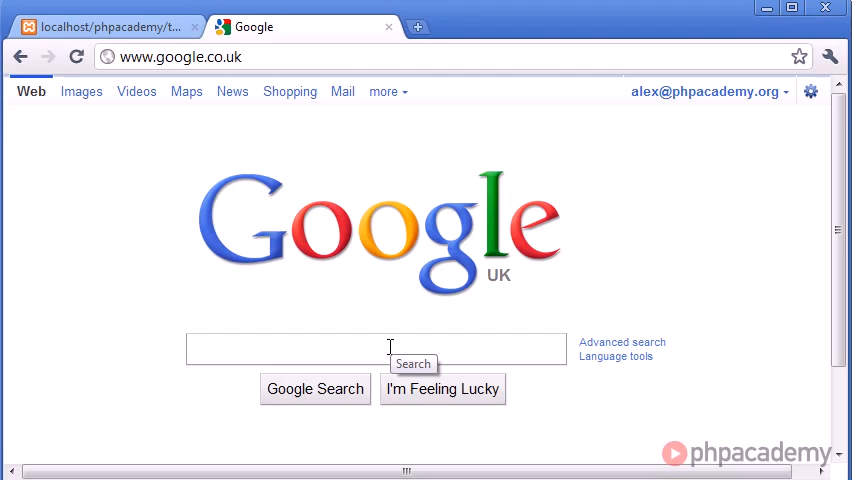 localhost/phpacademy/t...
Google
www.google.co.uk
Web Images Videos Maps News Shopping Mail more
alex@phpacademy.org
Google
UK
Advanced search
Language tools
Search
Google Search
I'm Feeling Lucky
phpacademy